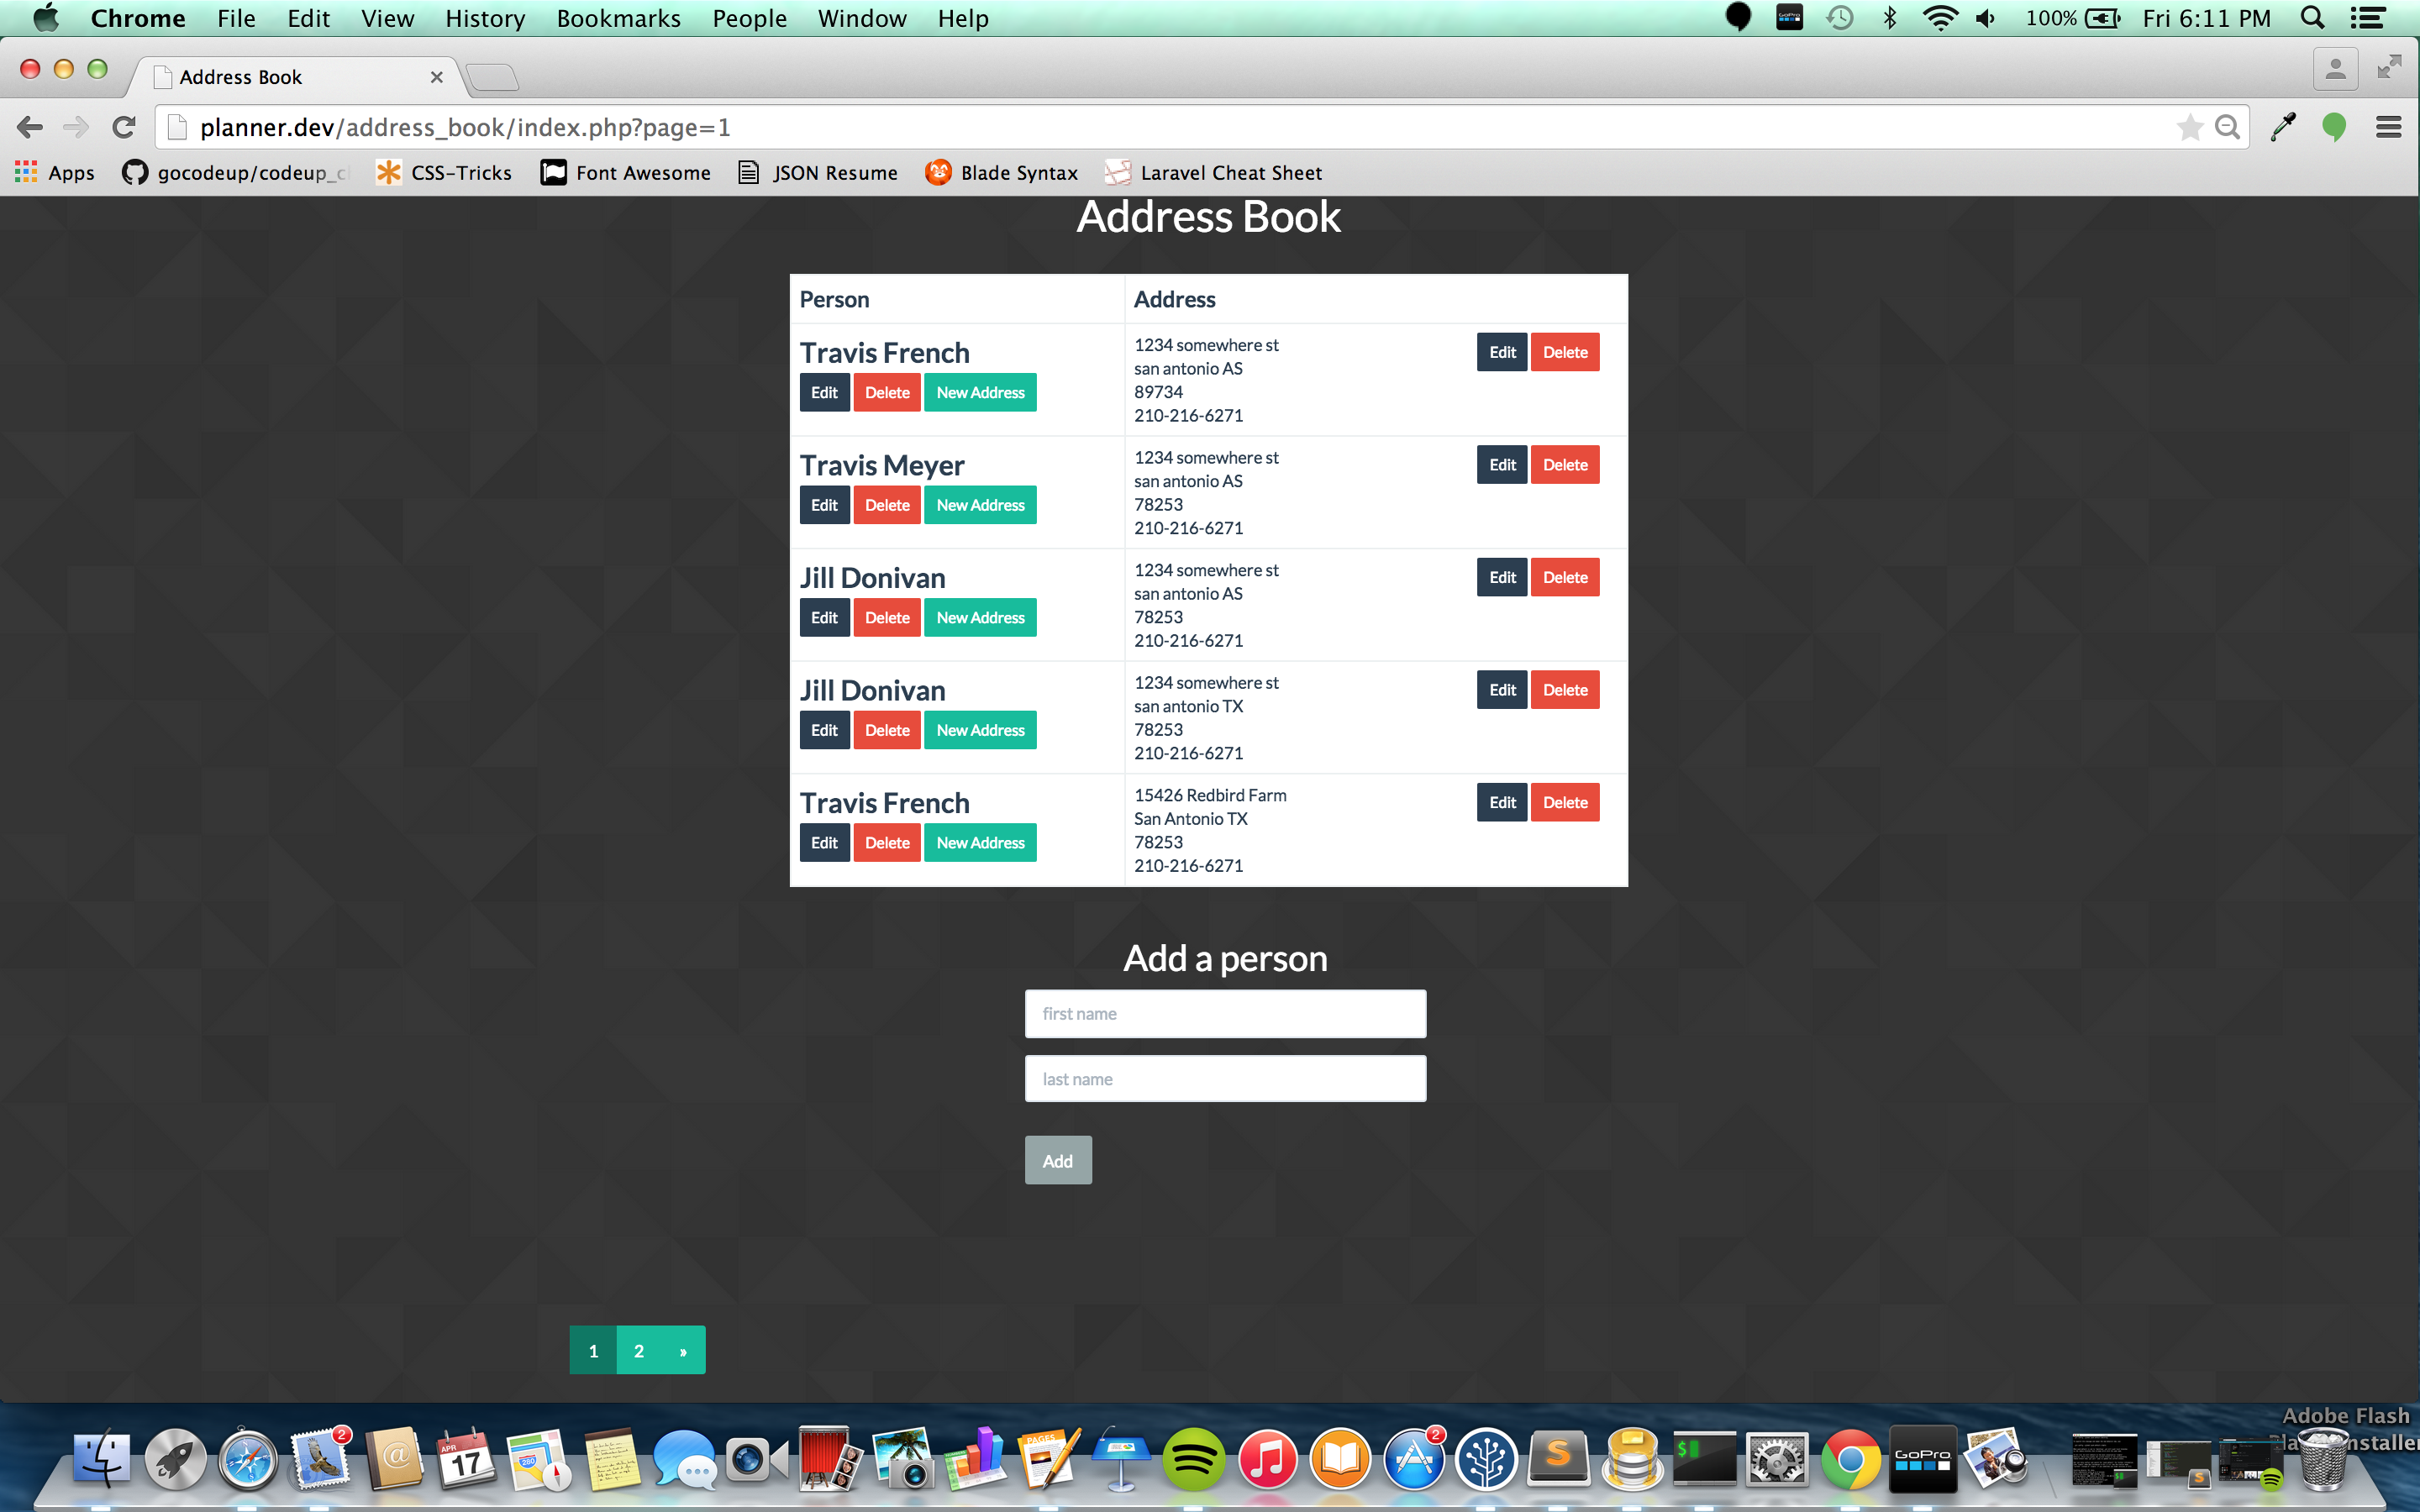 Chrome File Edit View History Bookmarks People Window Help 100% Fri 6:11 PM
Address Book
planner.dev/address_book/index.php?page=1
Apps gocodeup/codeup_c CSS-Tricks Font Awesome JSON Resume Blade Syntax Laravel Cheat Sheet
Address Book
Person Address
Travis French
Edit Delete New Address
1234 somewhere st
san antonio AS
89734
210-216-6271
Edit Delete
Travis Meyer
Edit Delete New Address
1234 somewhere st
san antonio AS
78253
210-216-6271
Edit Delete
Jill Donivan
Edit Delete New Address
1234 somewhere st
san antonio AS
78253
210-216-6271
Edit Delete
Jill Donivan
Edit Delete New Address
1234 somewhere st
san antonio TX
78253
210-216-6271
Edit Delete
Travis French
Edit Delete New Address
15426 Redbird Farm
San Antonio TX
78253
210-216-6271
Edit Delete
Add a person
first name
last name
Add
1 2 »
Adobe Flash
2
APR
17
280
PAGES
2
S
$
GoPro